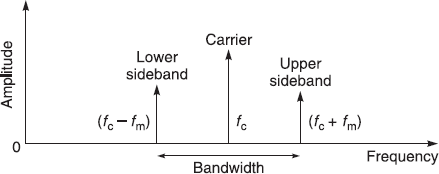 Amplitude
Lower
sideband
Carrier
Upper
sideband
(fc – fm)
fc
(fc + fm)
0
Bandwidth
Frequency